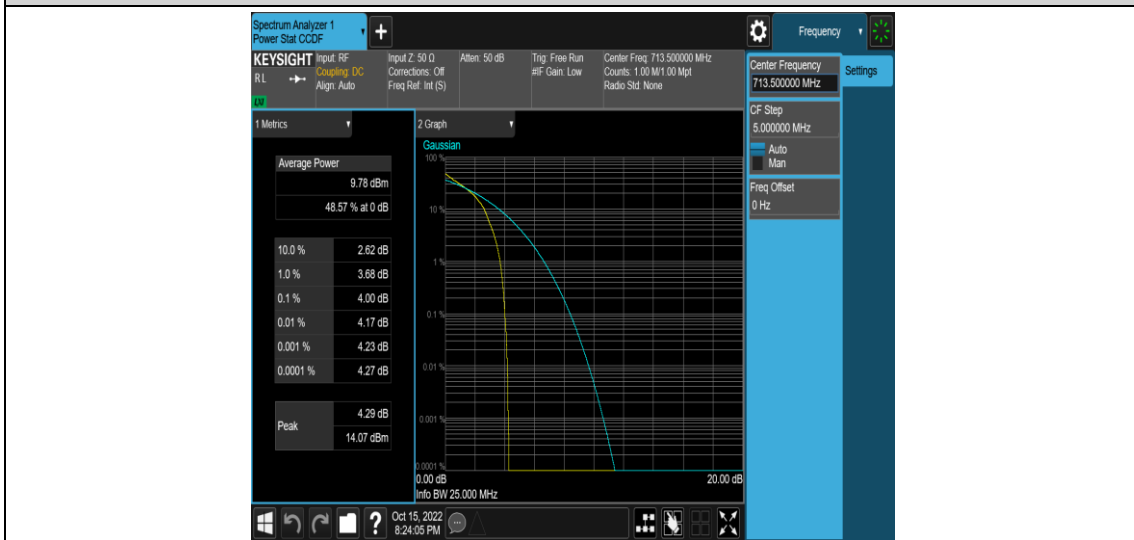 Spectrum Analyzer 1
Power Stat CCDF
Frequency
KEYSIGHT
RL
Input: RF
Coupling: DC
Align: Auto
Input Z: 50 Ω
Corrections: Off
Freq Ref: Int (S)
Atten: 50 dB
Trig: Free Run
#IF Gain: Low
Center Freq: 713.500000 MHz
Counts: 1.00 M/1.00 Mpt
Radio Std: None
Center Frequency
713.500000 MHz
Settings
CF Step
5.000000 MHz
Auto
Man
Freq Offset
0 Hz
1 Metrics
Average Power
9.78 dBm
48.57 % at 0 dB
10.0 % 2.62 dB
1.0 % 3.68 dB
0.1 % 4.00 dB
0.01 % 4.17 dB
0.001 % 4.23 dB
0.0001 % 4.27 dB
Peak
4.29 dB
14.07 dBm
2 Graph
Gaussian
100 %
10 %
1 %
0.1 %
0.01 %
0.001 %
0.0001 %
0.00 dB 20.00 dB
Info BW 25.000 MHz
?
Oct 15, 2022
8:24:05 PM